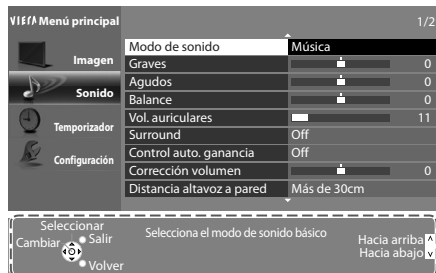 VIErA Menú principal 1/2
Imagen
Sonido
Temporizador
Configuración
Modo de sonido Música
Graves 0
Agudos 0
Balance 0
Vol. auriculares 11
Surround Off
Control auto. ganancia Off
Corrección volumen 0
Distancia altavoz a pared Más de 30cm
Seleccionar
Cambiar Salir
Volver
Selecciona el modo de sonido básico
Hacia arriba
Hacia abajo